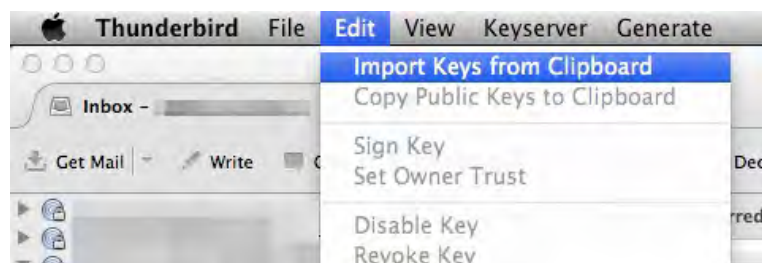 Thunderbird File Edit View Keyserver Generate
Import Keys from Clipboard
Copy Public Keys to Clipboard
Inbox -
Sign Key
Get Mail Write
Set Owner Trust
Disable Key
Revoke Key